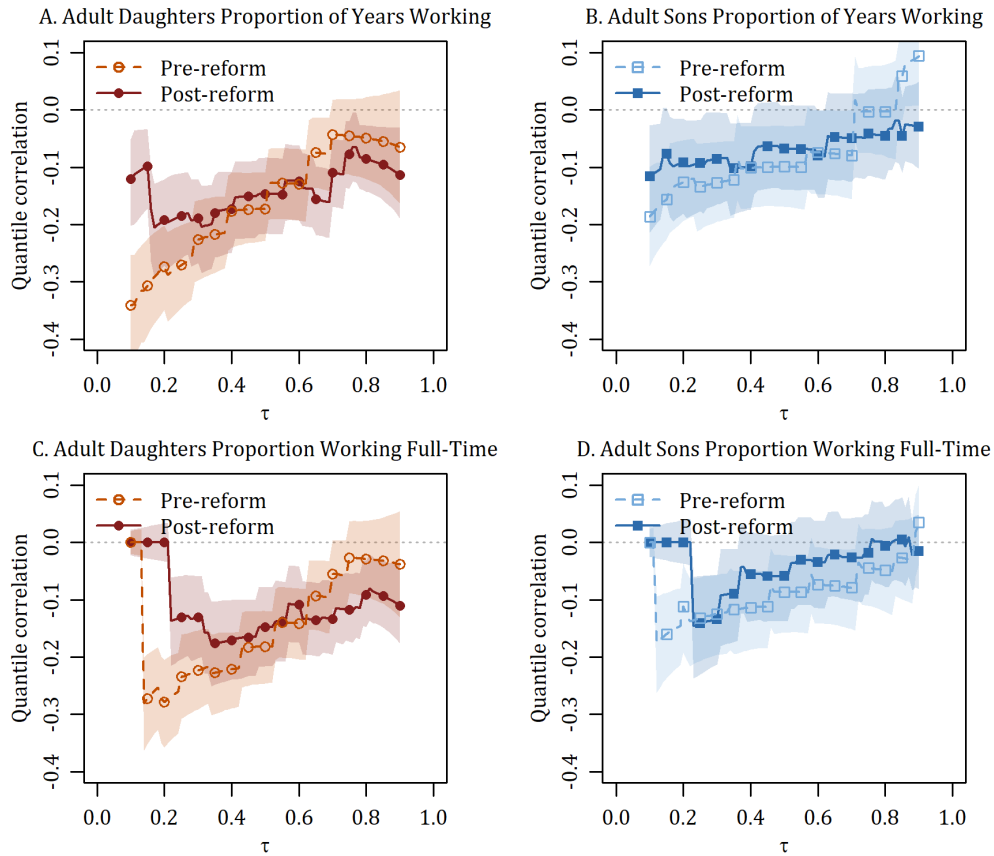 A. Adult Daughters Proportion of Years Working
Quantile correlation
0.1
0.0
-0.1
-0.2
-0.3
-0.4
Pre-reform
Post-reform
0.0 0.2 0.4 0.6 0.8 1.0
τ
B. Adult Sons Proportion of Years Working
Quantile correlation
0.1
0.0
-0.1
-0.2
-0.3
-0.4
Pre-reform
Post-reform
0.0 0.2 0.4 0.6 0.8 1.0
τ
C. Adult Daughters Proportion Working Full-Time
Quantile correlation
0.1
0.0
-0.1
-0.2
-0.3
-0.4
Pre-reform
Post-reform
0.0 0.2 0.4 0.6 0.8 1.0
τ
D. Adult Sons Proportion Working Full-Time
Quantile correlation
0.1
0.0
-0.1
-0.2
-0.3
-0.4
Pre-reform
Post-reform
0.0 0.2 0.4 0.6 0.8 1.0
τ